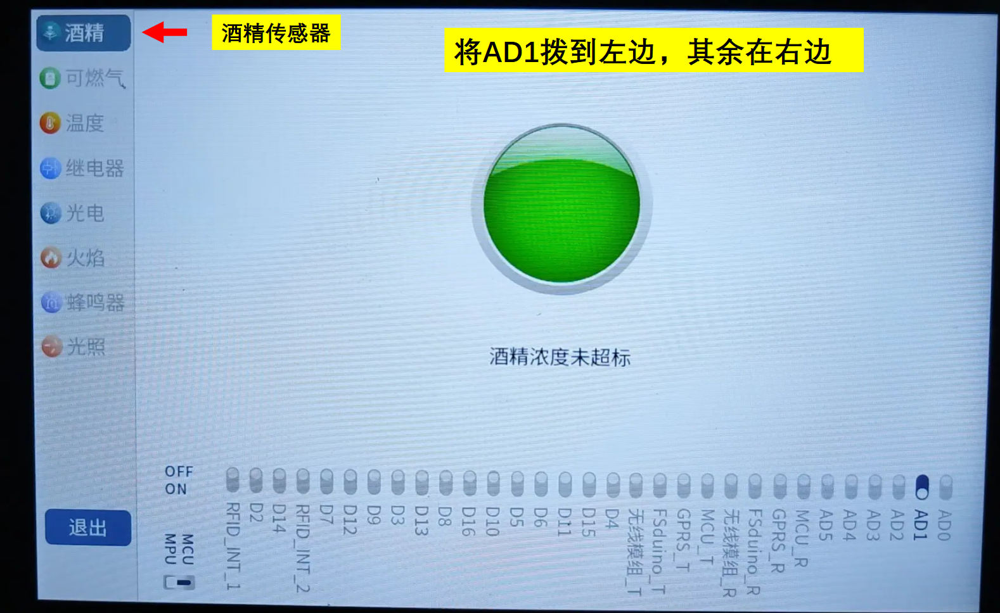 酒精
酒精传感器
将AD1拨到左边，其余在右边
可燃气
温度
继电器
光电
火焰
蜂鸣器
光照
酒精浓度未超标
退出
OFF
ON
MCU
MPU
RFID_INT_1
D2
D14
RFID_INT_2
D7
D12
D9
D3
D13
D8
D16
D10
D5
D6
D11
D15
D4
无线模组_T
FSduino_T
GPRS_T
MCU_T
无线模组_R
FSduino_R
GPRS_R
MCU_R
AD5
AD4
AD3
AD2
AD1
AD0